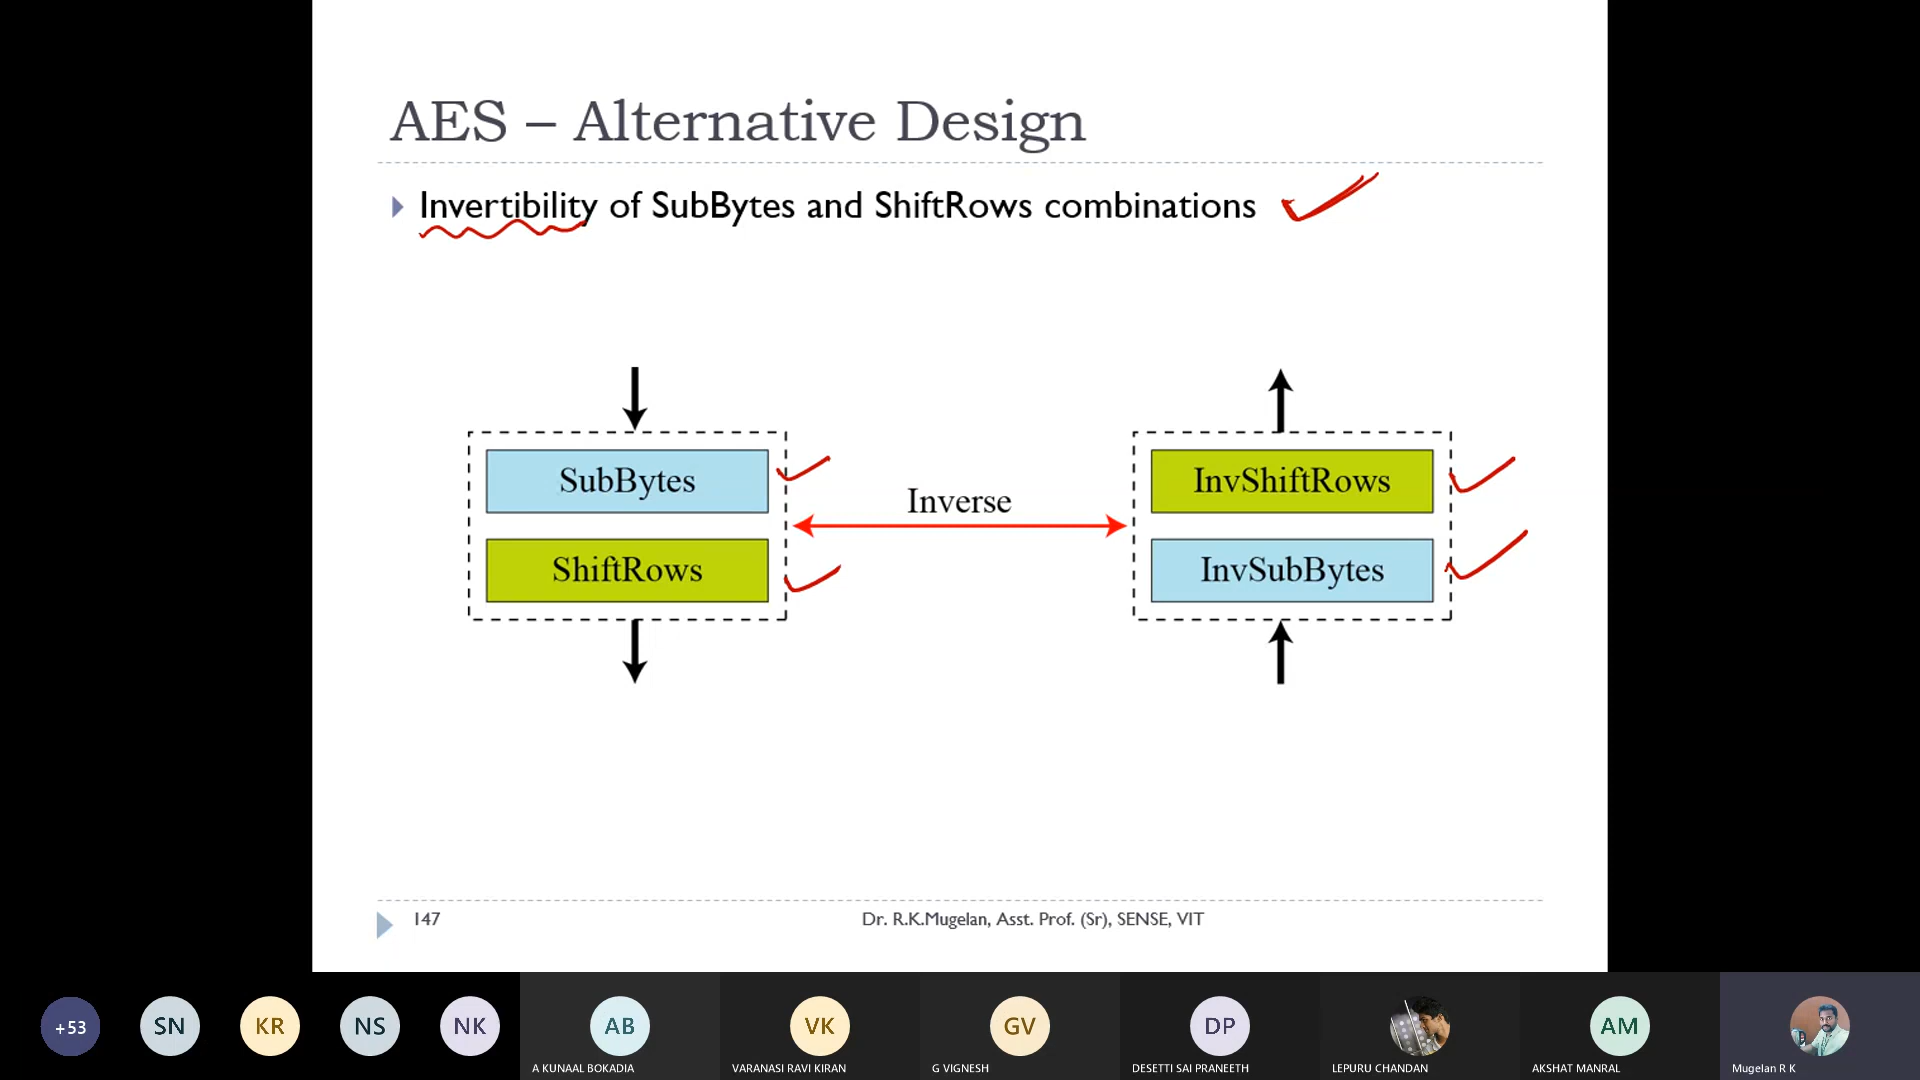 AES – Alternative Design
Invertibility of SubBytes and ShiftRows combinations
SubBytes
ShiftRows
Inverse
InvShiftRows
InvSubBytes
147
Dr. R.K.Mugelan, Asst. Prof. (Sr), SENSE, VIT
+53
SN
KR
NS
NK
AB
VK
GV
DP
AM
A KUNAAL BOKADIA
VARANASI RAVI KIRAN
G VIGNESH
DESETTI SAI PRANEETH
LEPURU CHANDAN
AKSHAT MANRAL
Mugelan R K